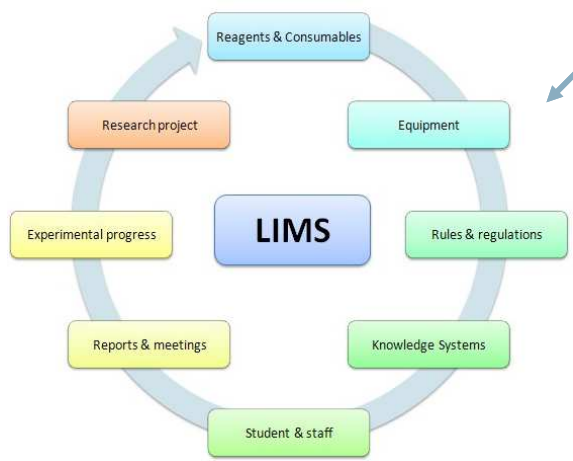 Reagents & Consumables
Equipment
Rules & regulations
Knowledge Systems
Student & staff
Reports & meetings
Experimental progress
Research project
LIMS